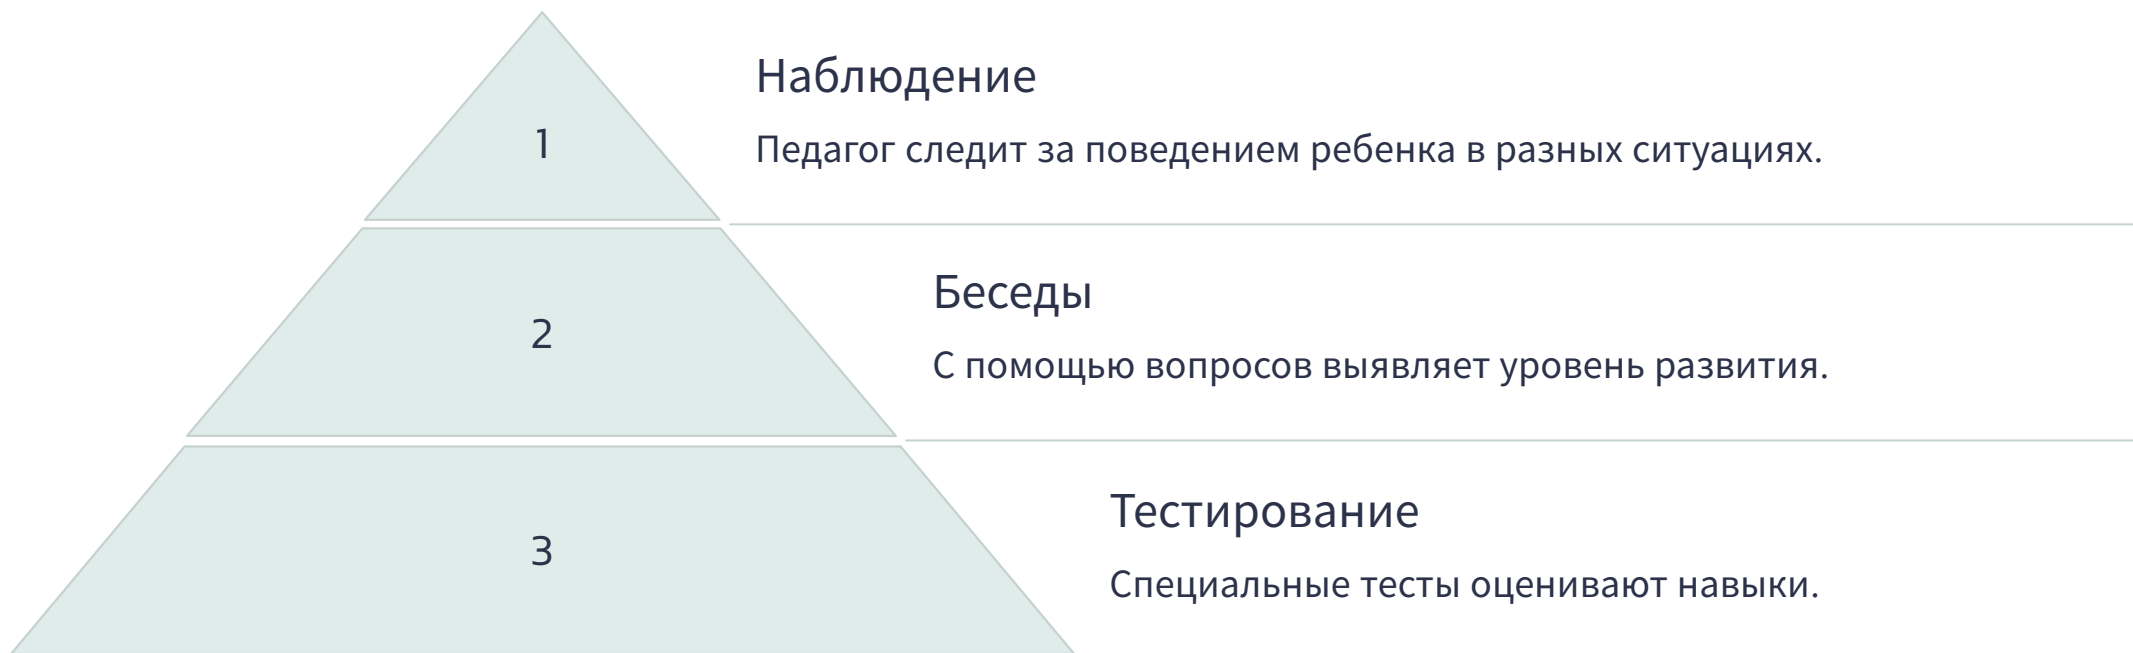 1
Наблюдение
Педагог следит за поведением ребенка в разных ситуациях.
2
Беседы
С помощью вопросов выявляет уровень развития.
3
Тестирование
Специальные тесты оценивают навыки.